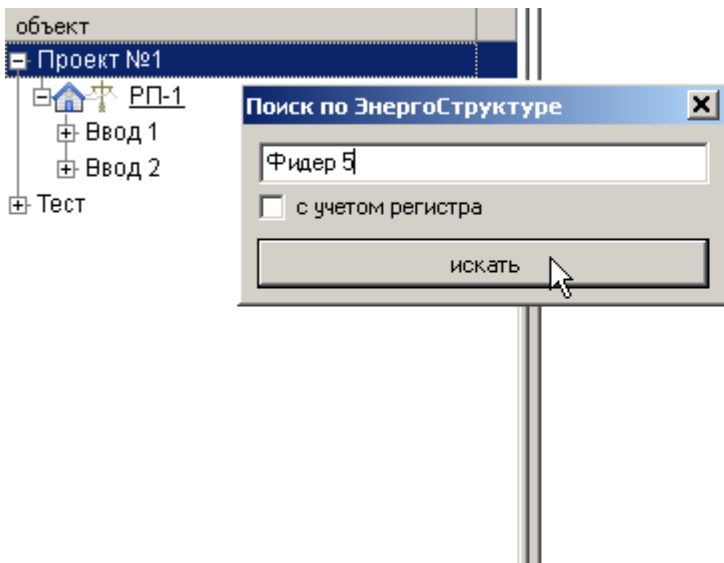 объект
Проект №1
РП-1
Ввод 1
Ввод 2
Тест
Поиск по ЭнергоСтруктуре
Фидер 5
с учетом регистра
искать